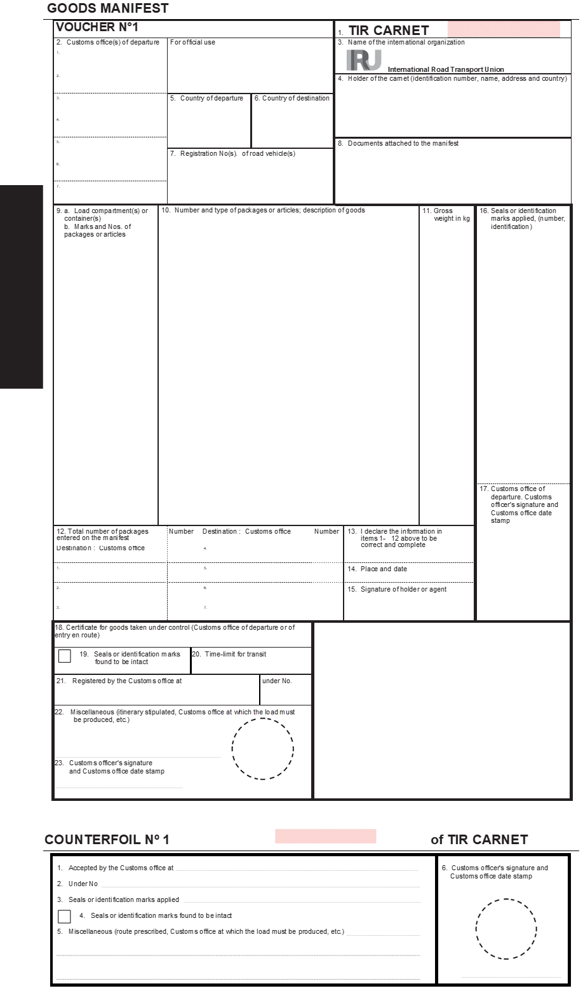 GOODS MANIFEST
VOUCHER N°1
1. TIR CARNET
2. Customs office(s) of departure
1.
2.
3.
4.
5.
6.
7.
For official use
3. Name of the international organization
IRU
International Road Transport Union
4. Holder of the carnet (identification number, name, address and country)
5. Country of departure
6. Country of destination
7. Registration No(s). of road vehicle(s)
8. Documents attached to the manifest
9. a. Load compartment(s) or
container(s)
b. Marks and Nos. of
packages or articles
10. Number and type of packages or articles; description of goods
11. Gross
weight in kg
16. Seals or identification
marks applied, (number,
identification)
17. Customs office of
departure. Customs
officer's signature and
Customs office date
stamp
12. Total number of packages
entered on the manifest
Destination : Customs office
1.
2.
3.
Number
Destination : Customs office
Number
4.
5.
6.
7.
13. I declare the information in
items 1- 12 above to be
correct and complete
14. Place and date
15. Signature of holder or agent
18. Certificate for goods taken under control (Customs office of departure or of
entry en route)
19. Seals or identification marks
found to be intact
20. Time-limit for transit
21. Registered by the Customs office at
under No.
22. Miscellaneous (itinerary stipulated, Customs office at which the load must
be produced, etc.)
23. Customs officer's signature
and Customs office date stamp
COUNTERFOIL Nº 1
of TIR CARNET
1. Accepted by the Customs office at
2. Under No
3. Seals or identification marks applied
4. Seals or identification marks found to be intact
5. Miscellaneous (route prescribed, Customs office at which the load must be produced, etc.)
6. Customs officer's signature and
Customs office date stamp